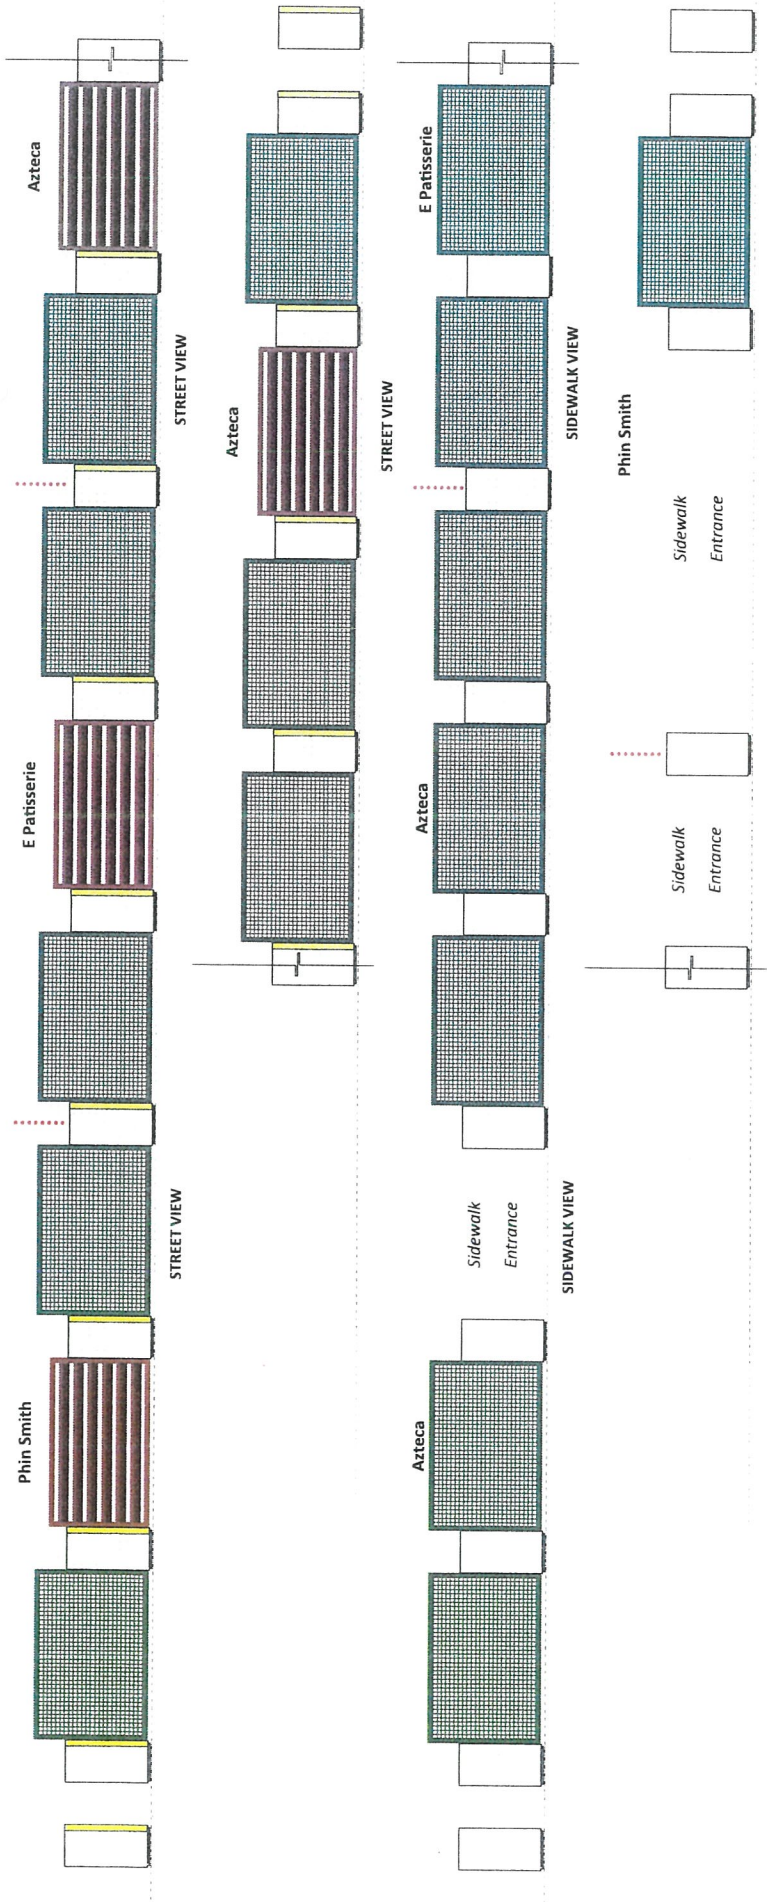 Phin Smith
E Patisserie
Azteca
STREET VIEW
STREET VIEW
Azteca
STREET VIEW
Azteca
Azteca
E Patisserie
Sidewalk
Entrance
SIDEWALK VIEW
SIDEWALK VIEW
Phin Smith
Sidewalk
Entrance
Sidewalk
Entrance